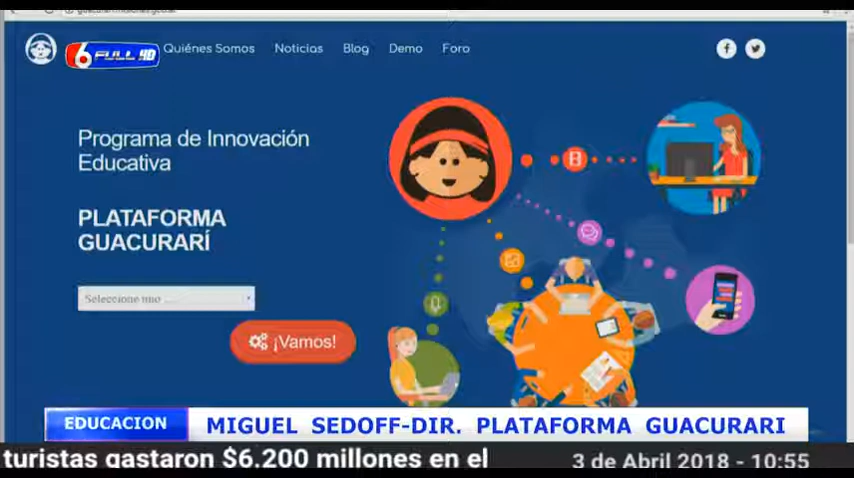 6 FULL HD
Quiénes Somos Noticias Blog Demo Foro
Programa de Innovación
Educativa
PLATAFORMA
GUACURARÍ
Seleccione uno ...
¡Vamos!
EDUCACION
MIGUEL SEDOFF-DIR. PLATAFORMA GUACURARI
turistas gastaron $6.200 millones en el
3 de Abril 2018 - 10:55